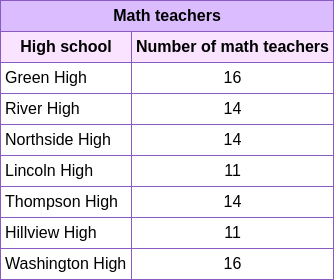 Math teachers
High school Number of math teachers
Green High 16
River High 14
Northside High 14
Lincoln High 11
Thompson High 14
Hillview High 11
Washington High 16